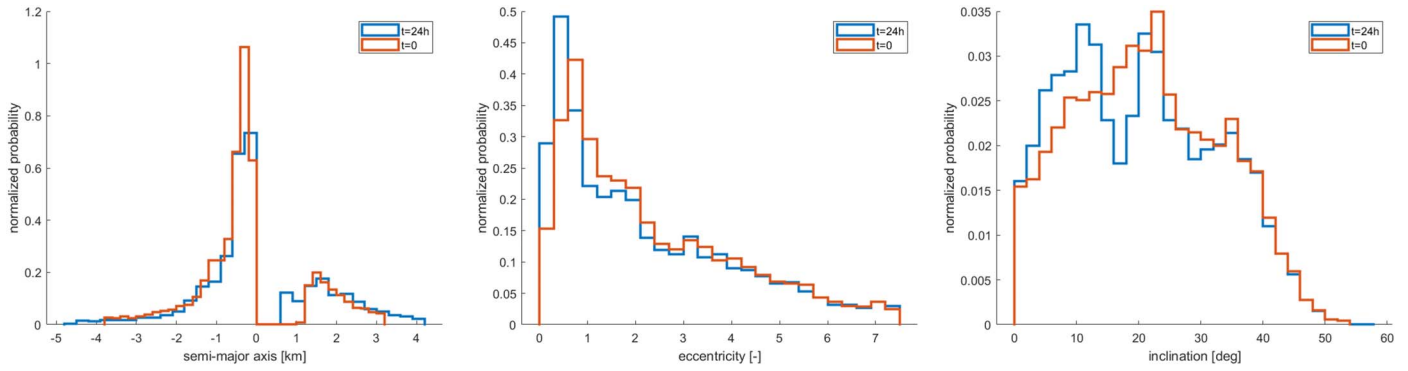 1.2
1
0.8
0.6
0.4
0.2
0
-5 -4 -3 -2 -1 0 1 2 3 4
normalized probability
semi-major axis [km]
t=24h
t=0
0.5
0.45
0.4
0.35
0.3
0.25
0.2
0.15
0.1
0.05
0
0 1 2 3 4 5 6 7
normalized probability
eccentricity [-]
t=24h
t=0
0.035
0.03
0.025
0.02
0.015
0.01
0.005
0
0 10 20 30 40 50 60
normalized probability
inclination [deg]
t=24h
t=0